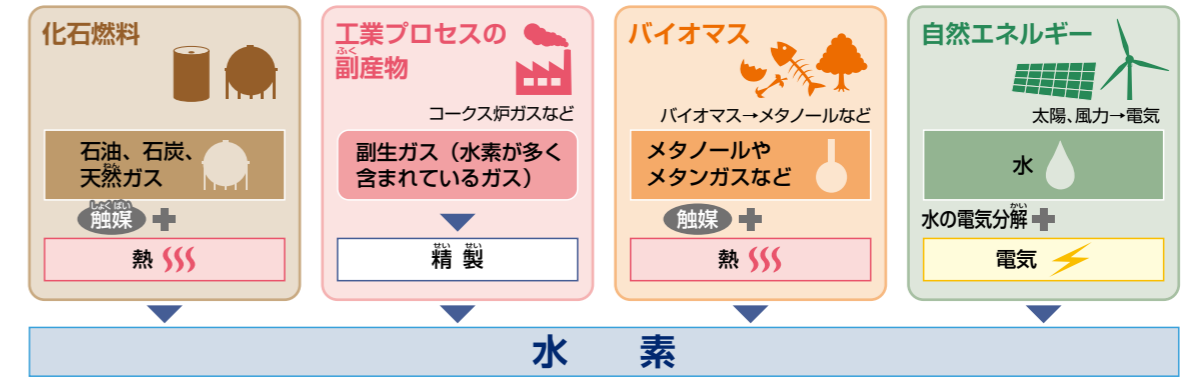 化石燃料
石油、石炭、
天然ガス
ねん
触媒
しょくばい
熱
工業プロセスの
副産物
ふく
コークス炉ガスなど
副生ガス（水素が多く
含まれているガス）
精 製
せい せい
バイオマス
バイオマス→メタノールなど
メタノールや
メタンガスなど
触媒
熱
自然エネルギー
太陽、風力→電気
水
水の電気分解
かい
電気
水 素